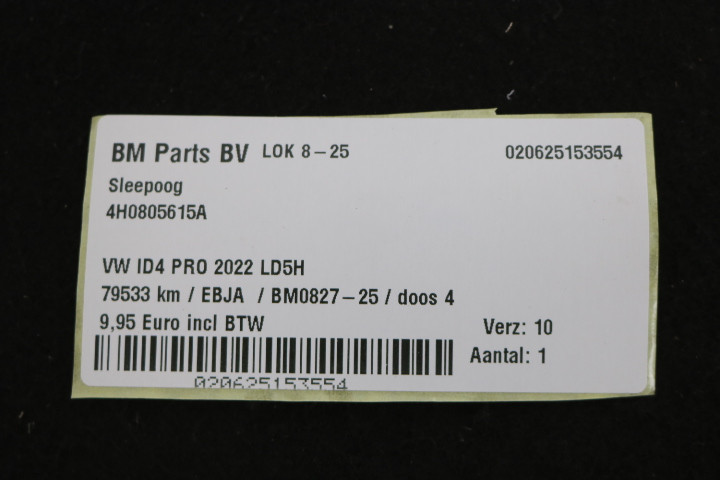 BM Parts BV LOK 8-25 020625153554
Sleepoog
4H0805615A
VW ID4 PRO 2022 LD5H
79533 km / EBJA / BM0827-25 / doos 4
9,95 Euro incl BTW Verz: 10
Aantal: 1
020625153554